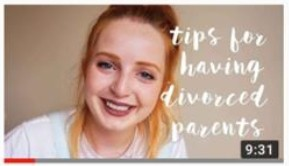 tips for
having
divorced
parents
9:31